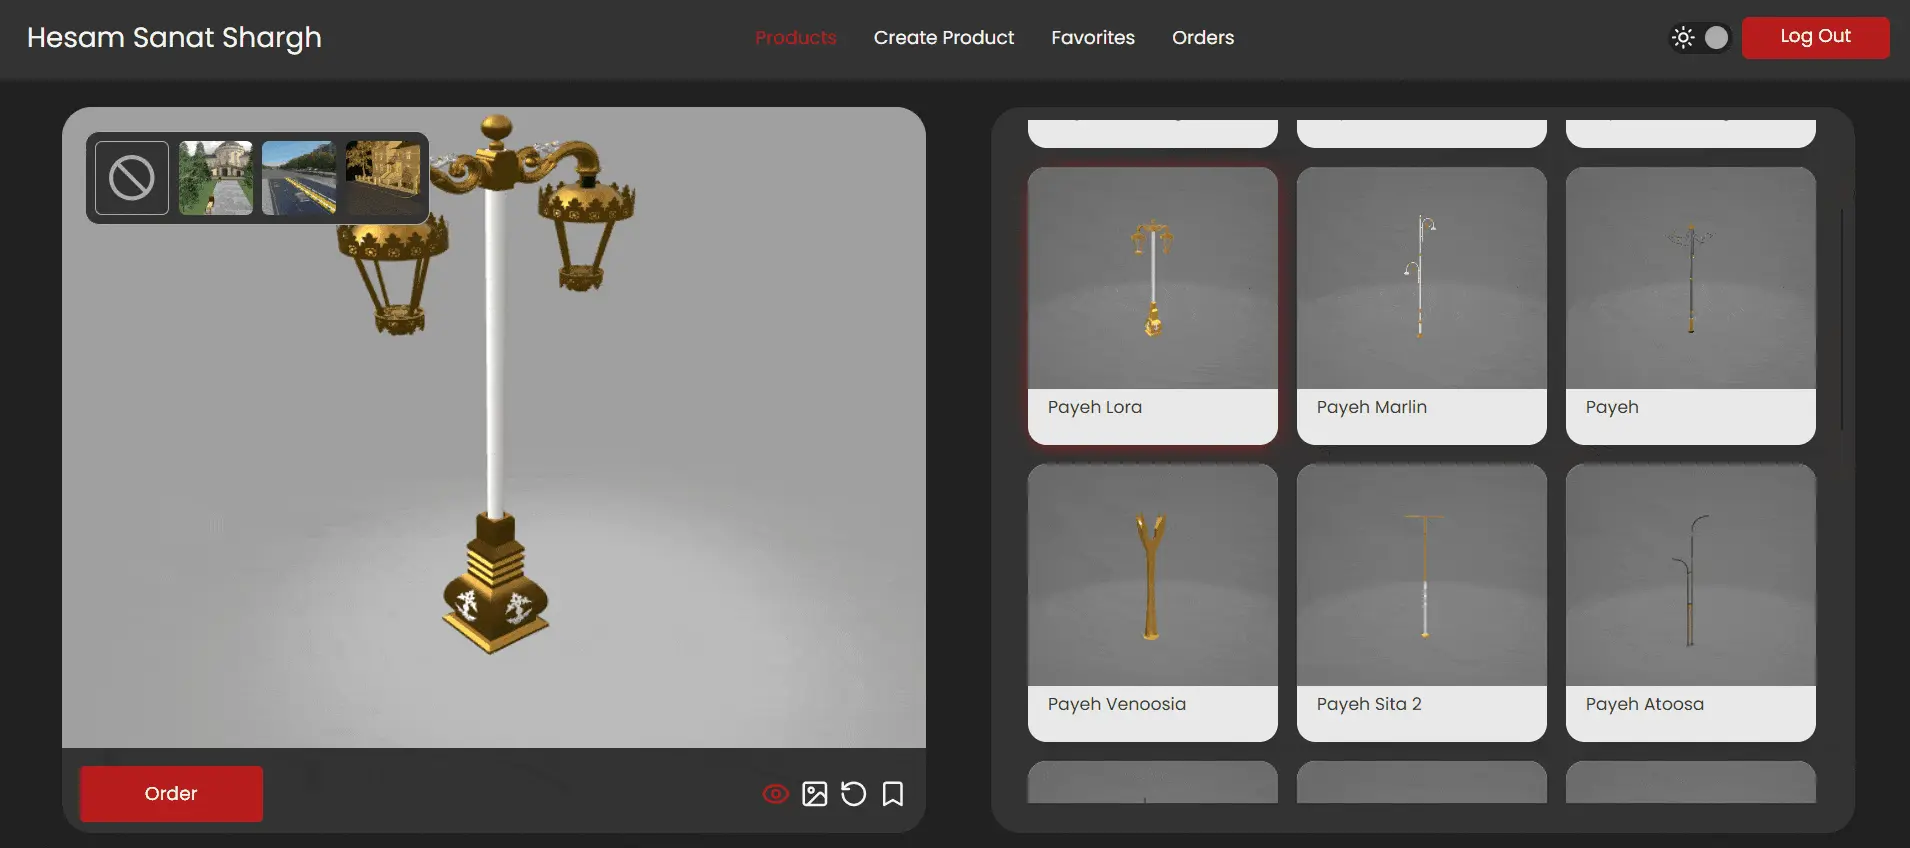 Hesam Sanat Shargh
Products
Create Product
Favorites
Orders
Log Out
Payeh Lora
Payeh Marlin
Payeh
Payeh Venoosia
Payeh Sita 2
Payeh Atoosa
Order